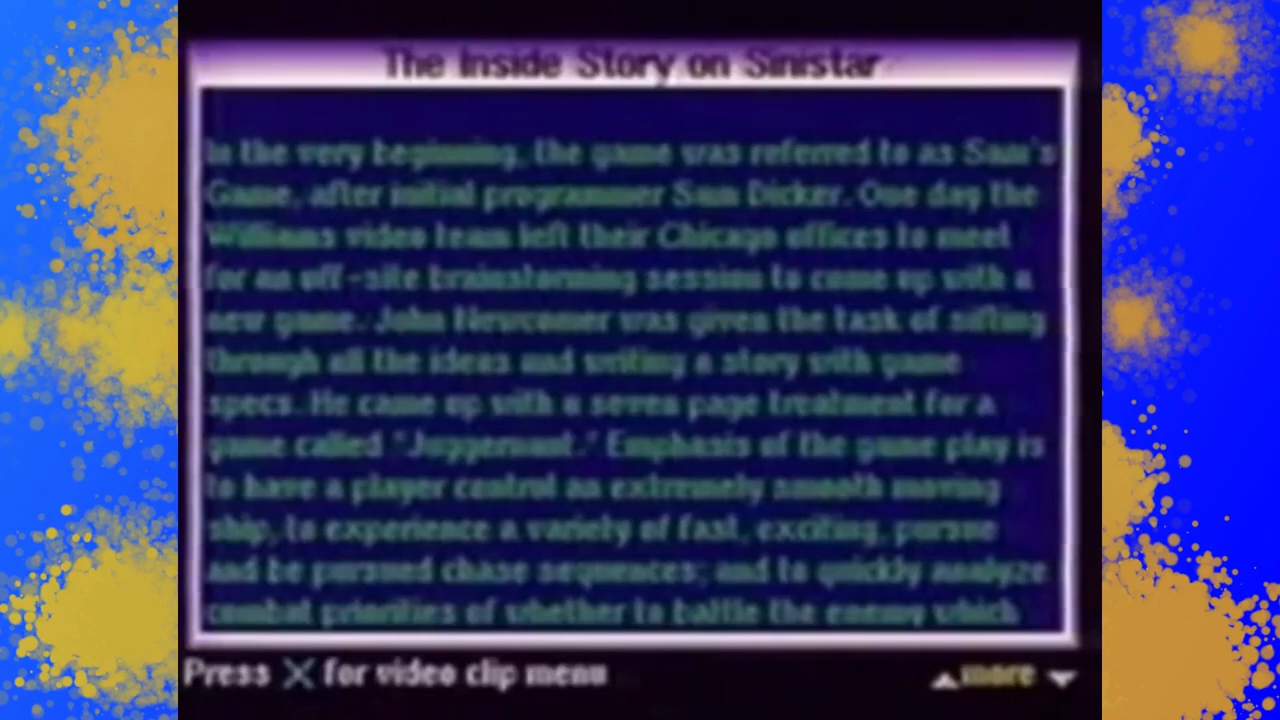 The Inside Story on Sinistar
In the very beginning, the game was referred to as Sam's
Game, after initial programmer Sam Dicker. One day the
Williams video team left their Chicago offices to meet
for an off-site brainstorming session to come up with a
new game. John Newcomer was given the task of sifting
through all the ideas and writing a story with game
specs. He came up with a seven page treatment for a
game called "Juggernaut." Emphasis of the game play is
to have a player control an extremely smooth moving
ship, to experience a variety of fast, exciting, pursue
and be pursued chase sequences; and to quickly analyze
combat priorities of whether to battle the enemy which
Press X for video clip menu
more